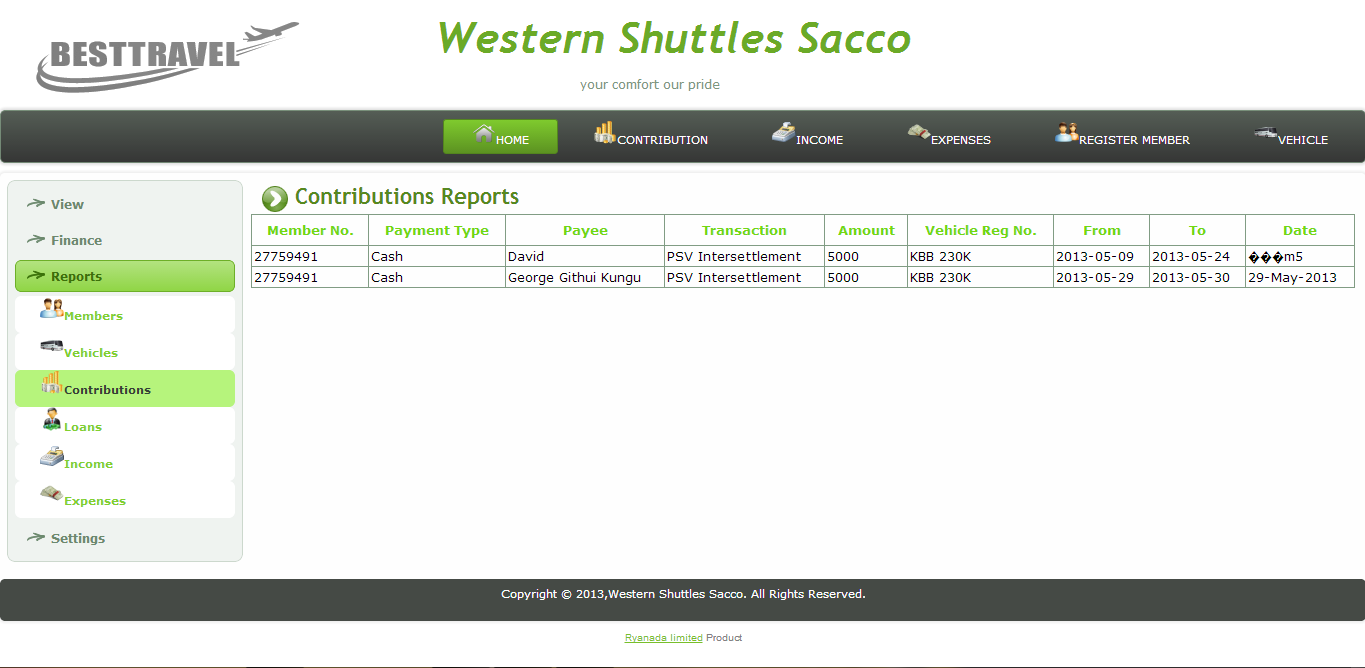 BESTTRAVEL
Western Shuttles Sacco
your comfort our pride
HOME CONTRIBUTION INCOME EXPENSES REGISTER MEMBER VEHICLE
View
Finance
Reports
Members
Vehicles
Contributions
Loans
Income
Expenses
Settings
Contributions Reports
Member No. Payment Type Payee Transaction Amount Vehicle Reg No. From To Date
27759491 Cash David PSV Intersettlement 5000 KBB 230K 2013-05-09 2013-05-24 ���m5
27759491 Cash George Githui Kungu PSV Intersettlement 5000 KBB 230K 2013-05-29 2013-05-30 29-May-2013
Copyright © 2013,Western Shuttles Sacco. All Rights Reserved.
Ryanada limited Product